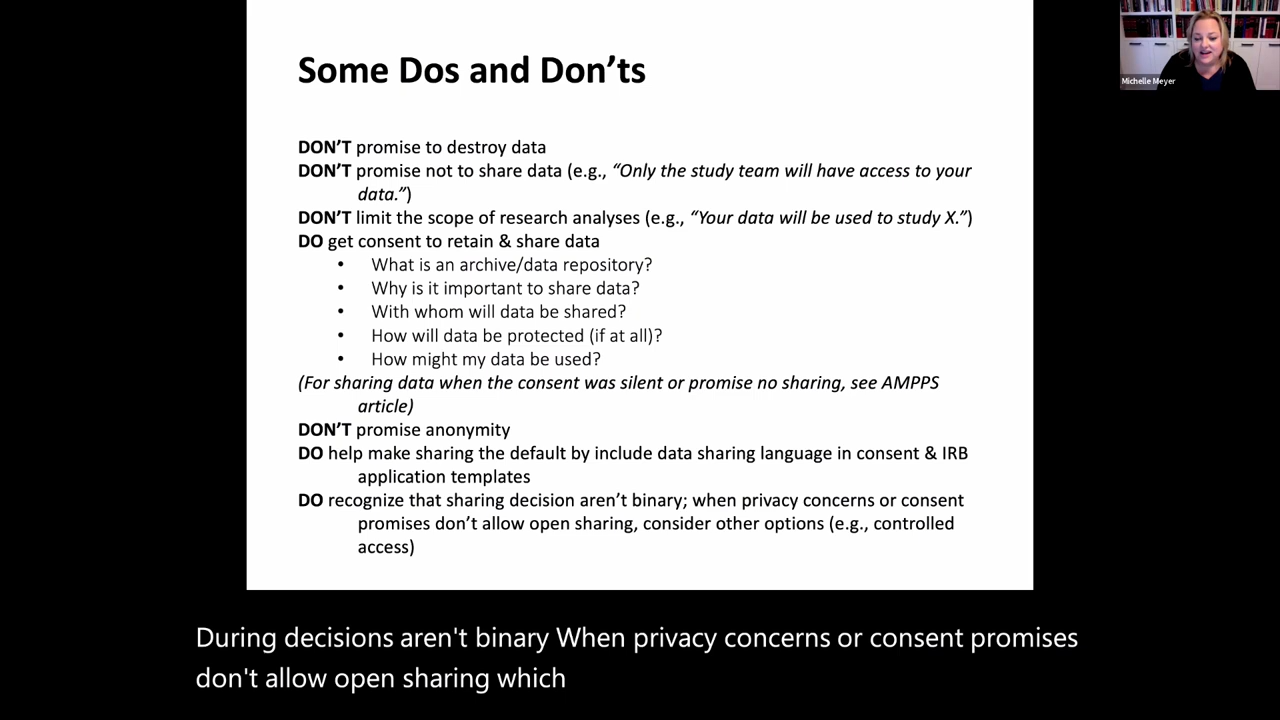 Some Dos and Don'ts
Michelle Meyer
DON'T promise to destroy data
DON'T promise not to share data (e.g., “Only the study team will have access to your
data.”)
DON'T limit the scope of research analyses (e.g., “Your data will be used to study X.”)
DO get consent to retain & share data
• What is an archive/data repository?
• Why is it important to share data?
• With whom will data be shared?
• How will data be protected (if at all)?
• How might my data be used?
(For sharing data when the consent was silent or promise no sharing, see AMPPS
article)
DON'T promise anonymity
DO help make sharing the default by include data sharing language in consent & IRB
application templates
DO recognize that sharing decision aren't binary; when privacy concerns or consent
promises don't allow open sharing, consider other options (e.g., controlled
access)
During decisions aren't binary When privacy concerns or consent promises
don't allow open sharing which